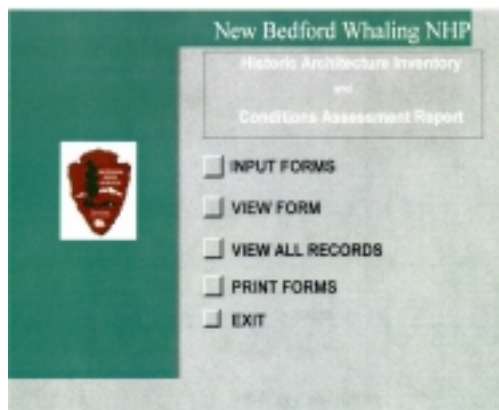 New Bedford Whaling NHP
Historic Architecture Inventory
and
Conditions Assessment Report
INPUT FORMS
VIEW FORM
VIEW ALL RECORDS
PRINT FORMS
EXIT